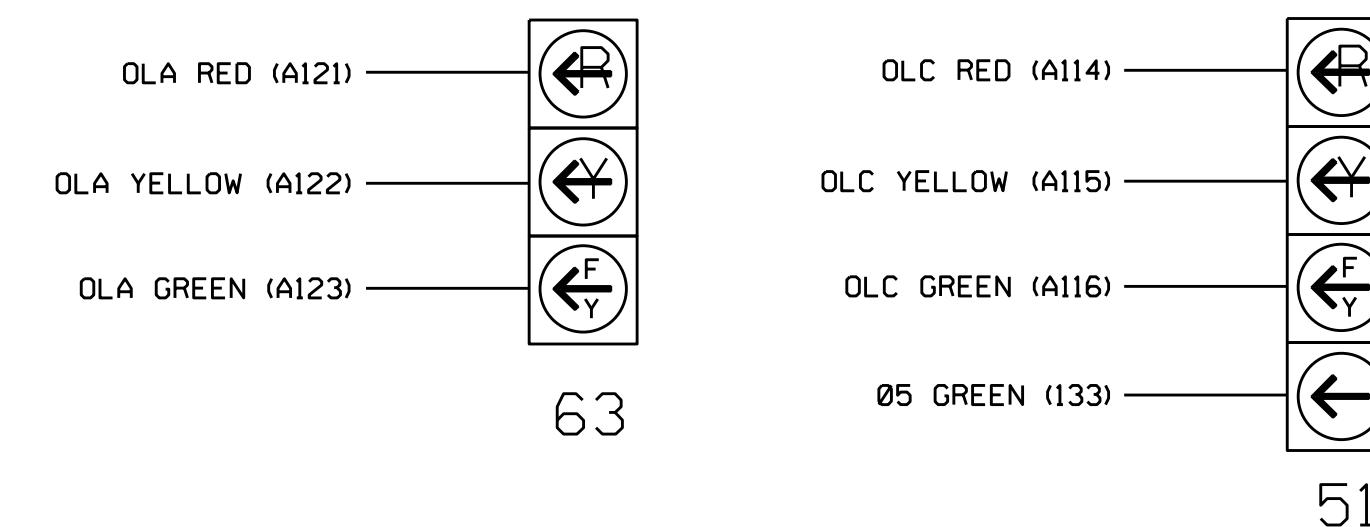 OLA RED (A121)
R
OLA YELLOW (A122)
Y
OLA GREEN (A123)
F
Y
63
OLC RED (A114)
R
OLC YELLOW (A115)
Y
OLC GREEN (A116)
F
Y
Ø5 GREEN (133)
51